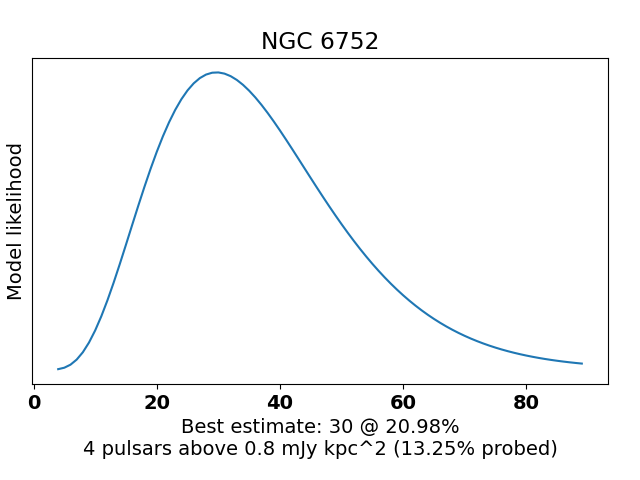 NGC 6752
Model likelihood
0 20 40 60 80
Best estimate: 30 @ 20.98%
4 pulsars above 0.8 mJy kpc^2 (13.25% probed)